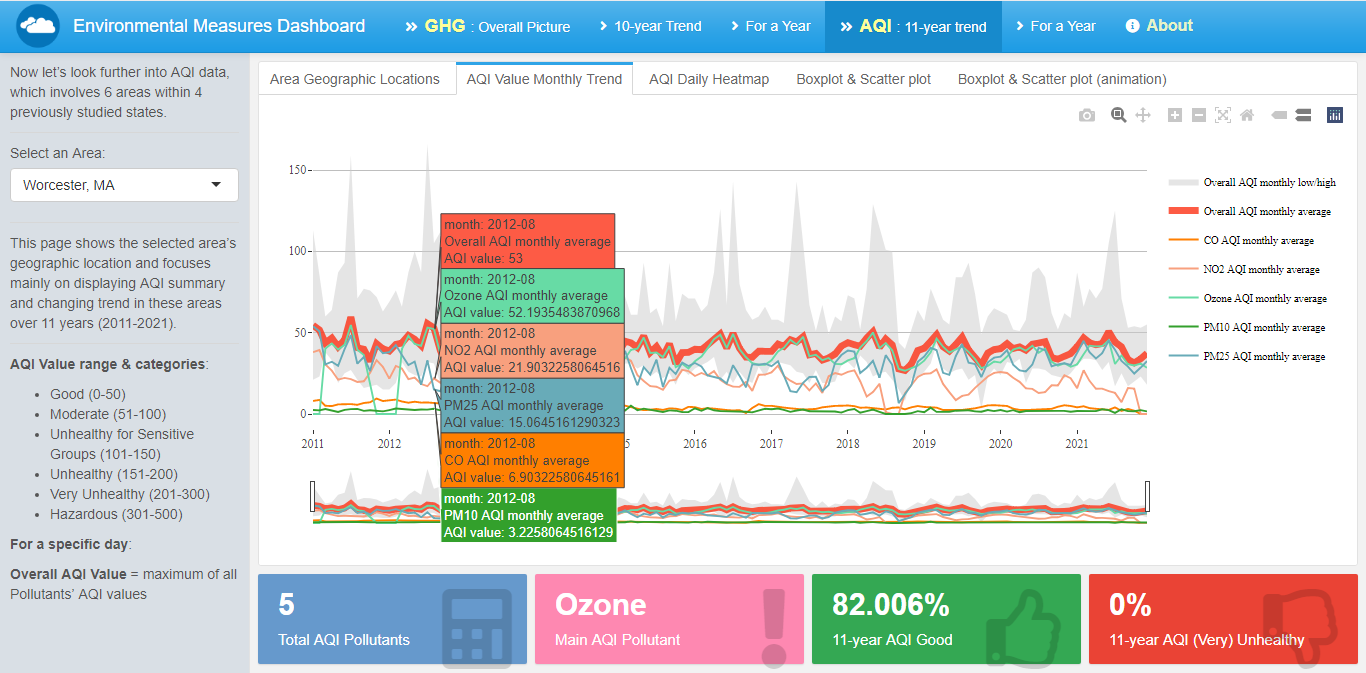 Environmental Measures Dashboard
GHG : Overall Picture
10-year Trend
For a Year
AQI : 11-year trend
For a Year
About
Now let's look further into AQI data,
which involves 6 areas within 4
previously studied states.
Select an Area:
Worcester, MA
This page shows the selected area's
geographic location and focuses
mainly on displaying AQI summary
and changing trend in these areas
over 11 years (2011-2021).
AQI Value range & categories:
Good (0-50)
Moderate (51-100)
Unhealthy for Sensitive
Groups (101-150)
Unhealthy (151-200)
Very Unhealthy (201-300)
Hazardous (301-500)
For a specific day:
Overall AQI Value = maximum of all
Pollutants' AQI values
Area Geographic Locations
AQI Value Monthly Trend
AQI Daily Heatmap
Boxplot & Scatter plot
Boxplot & Scatter plot (animation)
150
100
50
0
2011
2012
2016
2017
2018
2019
2020
2021
month: 2012-08
Overall AQI monthly average
AQI value: 53
month: 2012-08
Ozone AQI monthly average
AQI value: 52.1935483870968
month: 2012-08
NO2 AQI monthly average
AQI value: 21.9032258064516
month: 2012-08
PM25 AQI monthly average
AQI value: 15.0645161290323
month: 2012-08
CO AQI monthly average
AQI value: 6.90322580645161
month: 2012-08
PM10 AQI monthly average
AQI value: 3.2258064516129
Overall AQI monthly low/high
Overall AQI monthly average
CO AQI monthly average
NO2 AQI monthly average
Ozone AQI monthly average
PM10 AQI monthly average
PM25 AQI monthly average
5
Total AQI Pollutants
Ozone
Main AQI Pollutant
82.006%
11-year AQI Good
0%
11-year AQI (Very) Unhealthy